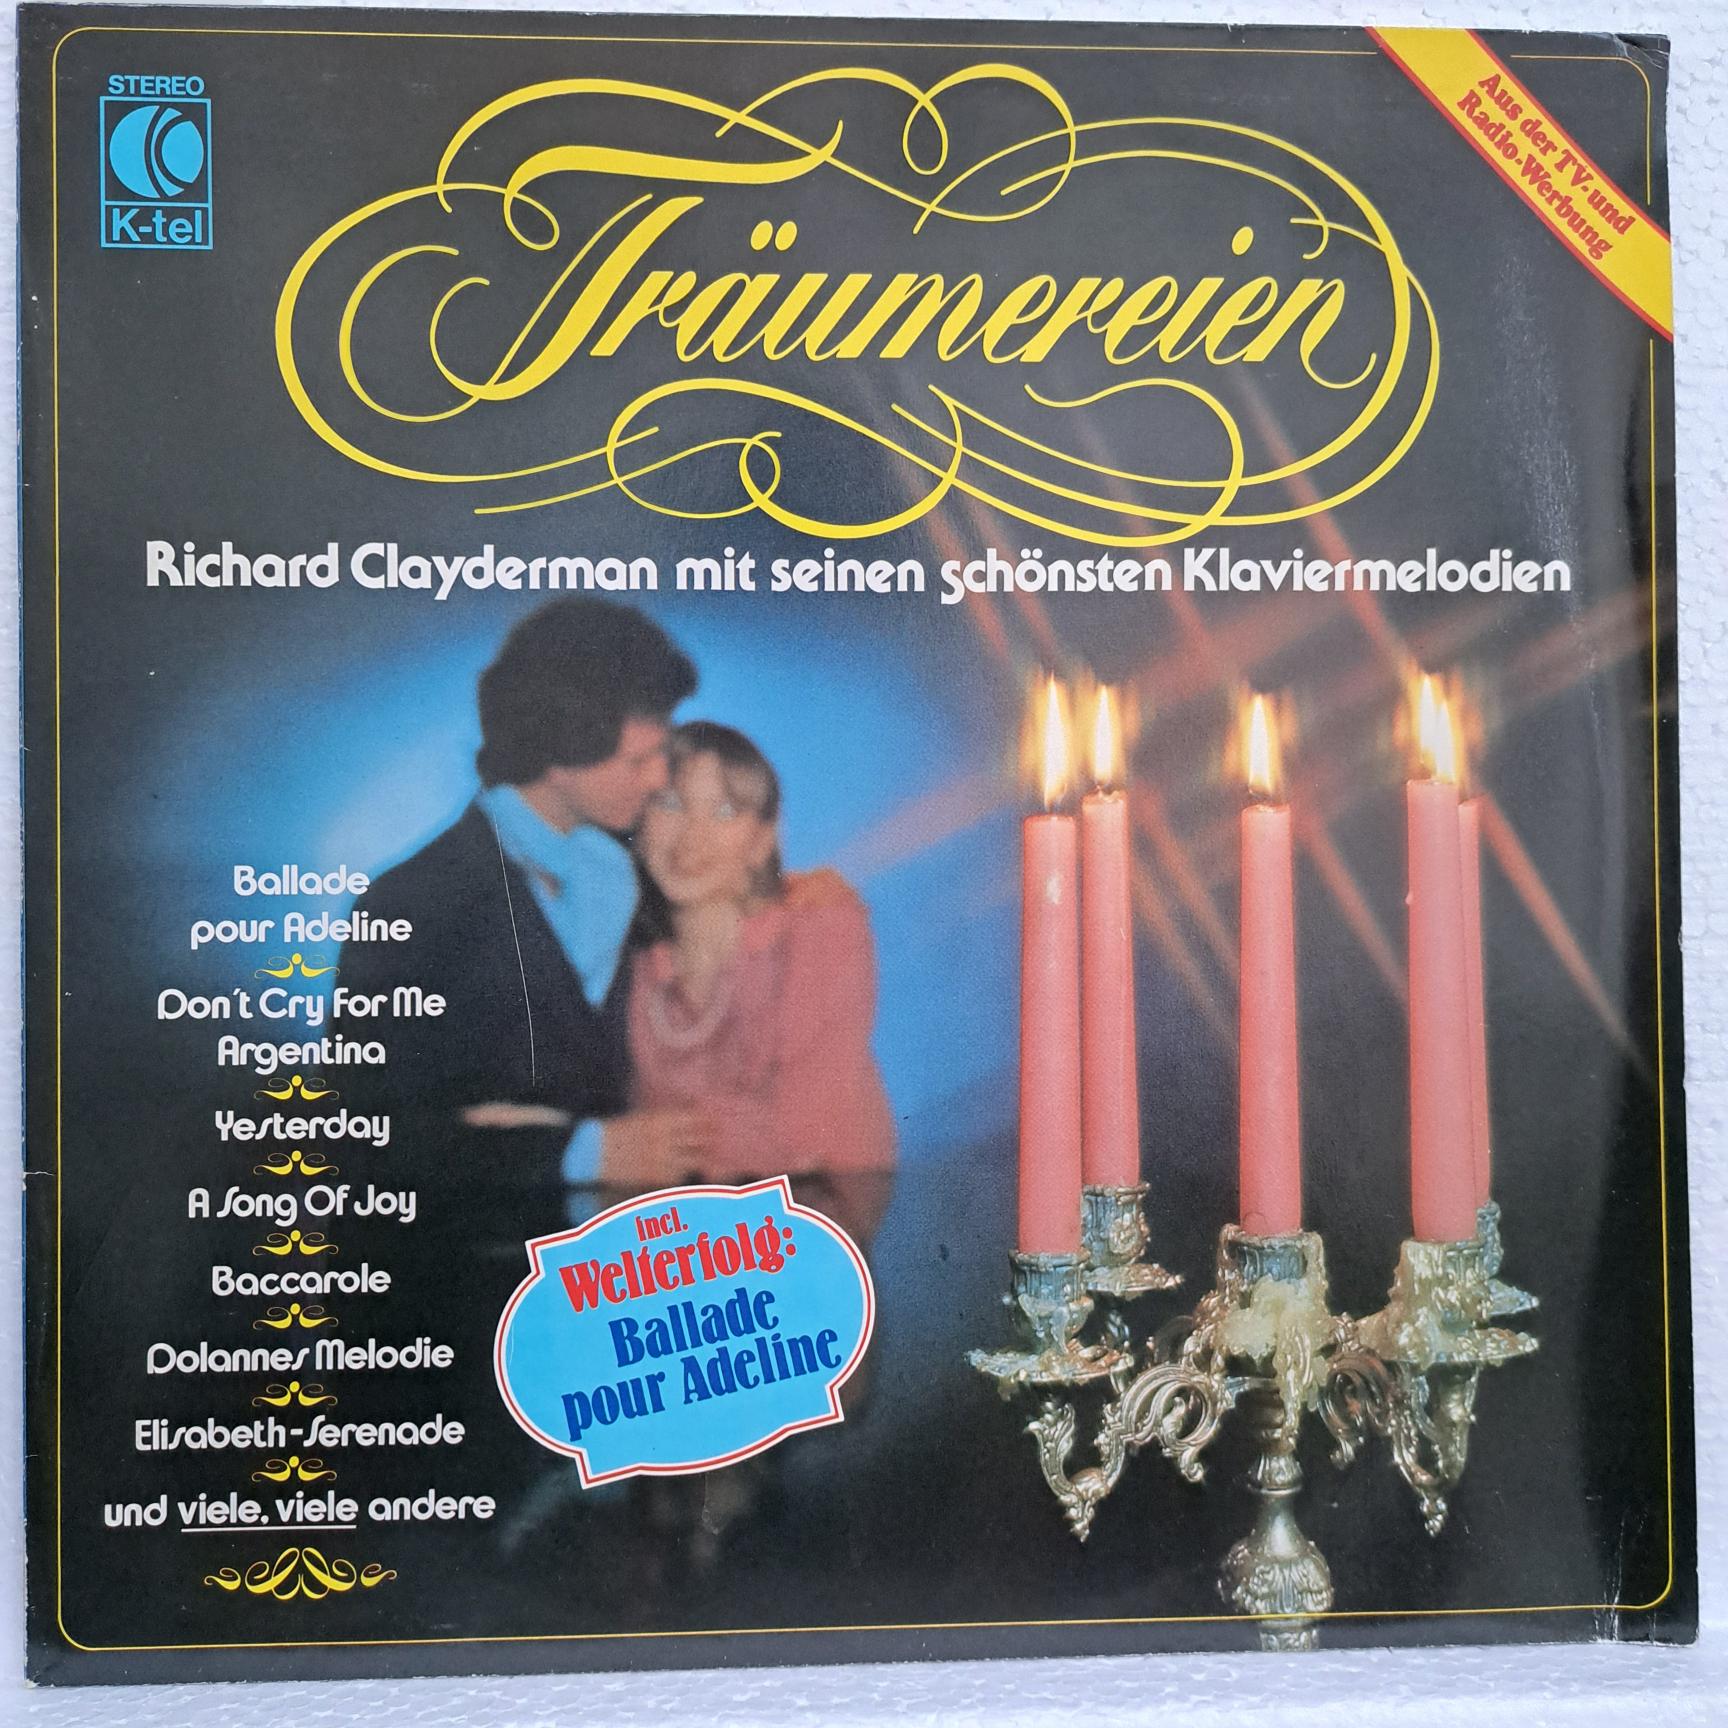 STEREO
K-tel
Aus der TV- und
Radio-Werbung
Träumereien
Richard Clayderman mit seinen schönsten Klaviermelodien
Ballade
pour Adeline
Don't Cry For Me
Argentina
Yesterday
A Song Of Joy
Baccarole
Dolannes Melodie
Elisabeth-Serenade
und viele, viele andere
incl.
Welterfolg:
Ballade
pour Adeline